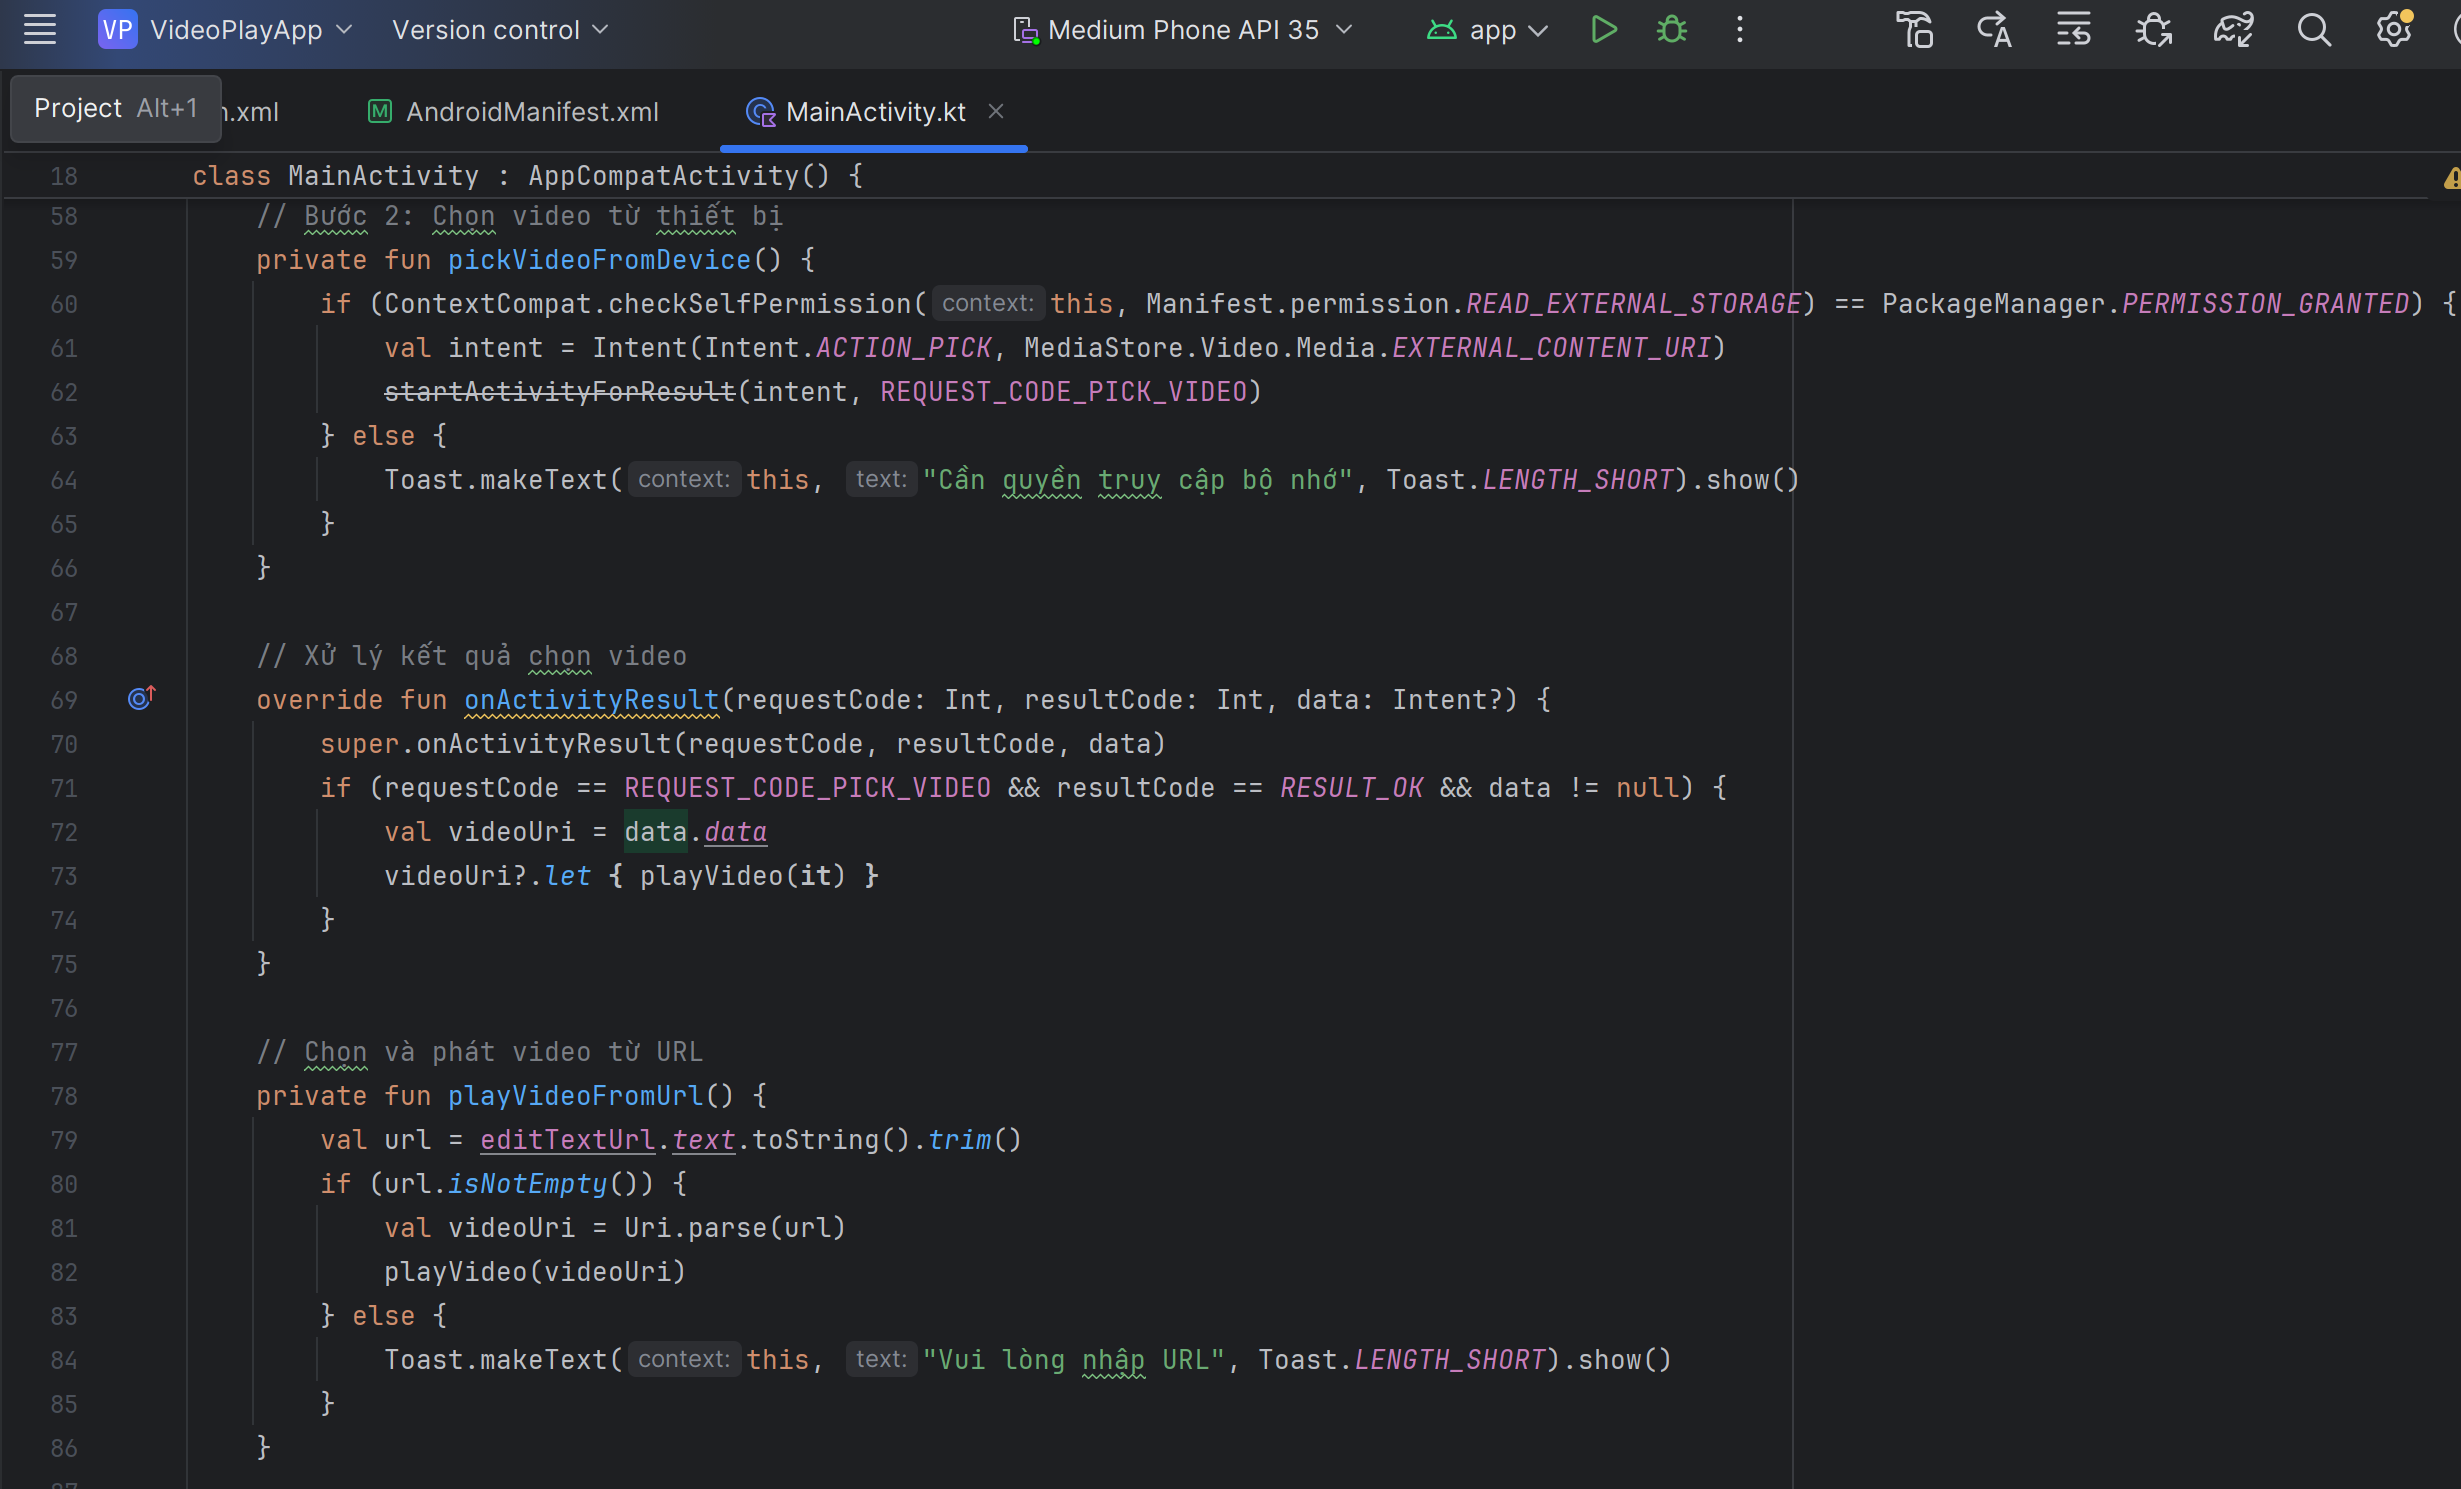 VP VideoPlayApp Version control Medium Phone API 35 app
Project Alt+1 .xml AndroidManifest.xml MainActivity.kt
18 class MainActivity : AppCompatActivity() {
58 // Bước 2: Chọn video từ thiết bị
59 private fun pickVideoFromDevice() {
60 if (ContextCompat.checkSelfPermission( context: this, Manifest.permission.READ_EXTERNAL_STORAGE) == PackageManager.PERMISSION_GRANTED) {
61 val intent = Intent(Intent.ACTION_PICK, MediaStore.Video.Media.EXTERNAL_CONTENT_URI)
62 startActivityForResult(intent, REQUEST_CODE_PICK_VIDEO)
63 } else {
64 Toast.makeText( context: this, text: "Cần quyền truy cập bộ nhớ", Toast.LENGTH_SHORT).show()
65 }
66 }
67
68 // Xử lý kết quả chọn video
69 override fun onActivityResult(requestCode: Int, resultCode: Int, data: Intent?) {
70 super.onActivityResult(requestCode, resultCode, data)
71 if (requestCode == REQUEST_CODE_PICK_VIDEO && resultCode == RESULT_OK && data != null) {
72 val videoUri = data.data
73 videoUri?.let { playVideo(it) }
74 }
75 }
76
77 // Chọn và phát video từ URL
78 private fun playVideoFromUrl() {
79 val url = editTextUrl.text.toString().trim()
80 if (url.isNotEmpty()) {
81 val videoUri = Uri.parse(url)
82 playVideo(videoUri)
83 } else {
84 Toast.makeText( context: this, text: "Vui lòng nhập URL", Toast.LENGTH_SHORT).show()
85 }
86 }